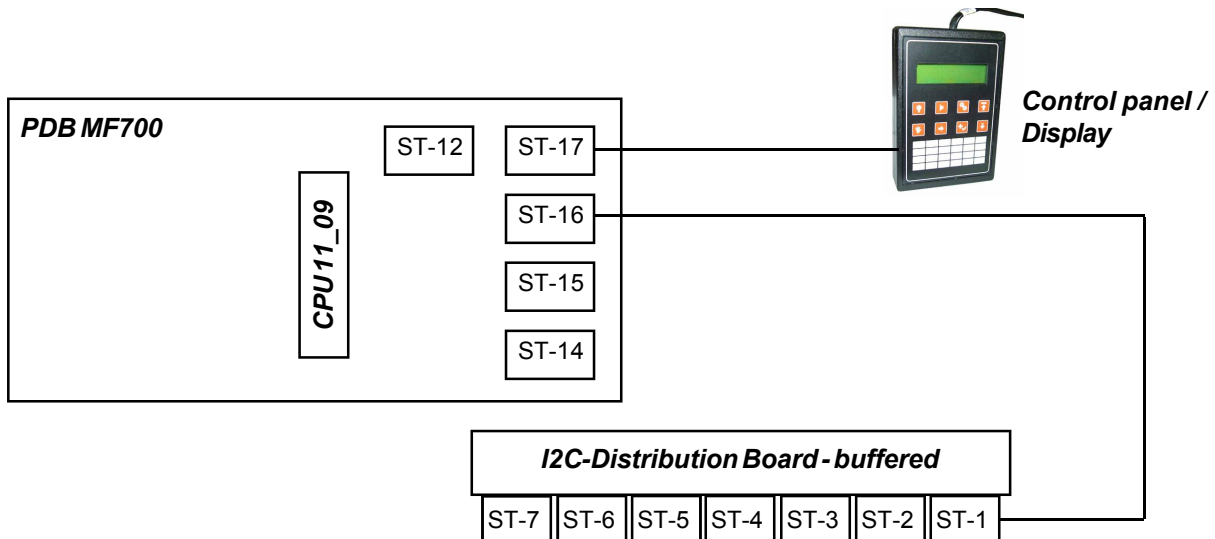 Control panel /
Display
PDB MF700
ST-12
ST-17
ST-16
CPU11_09
ST-15
ST-14
I2C-Distribution Board - buffered
ST-7 ST-6 ST-5 ST-4 ST-3 ST-2 ST-1